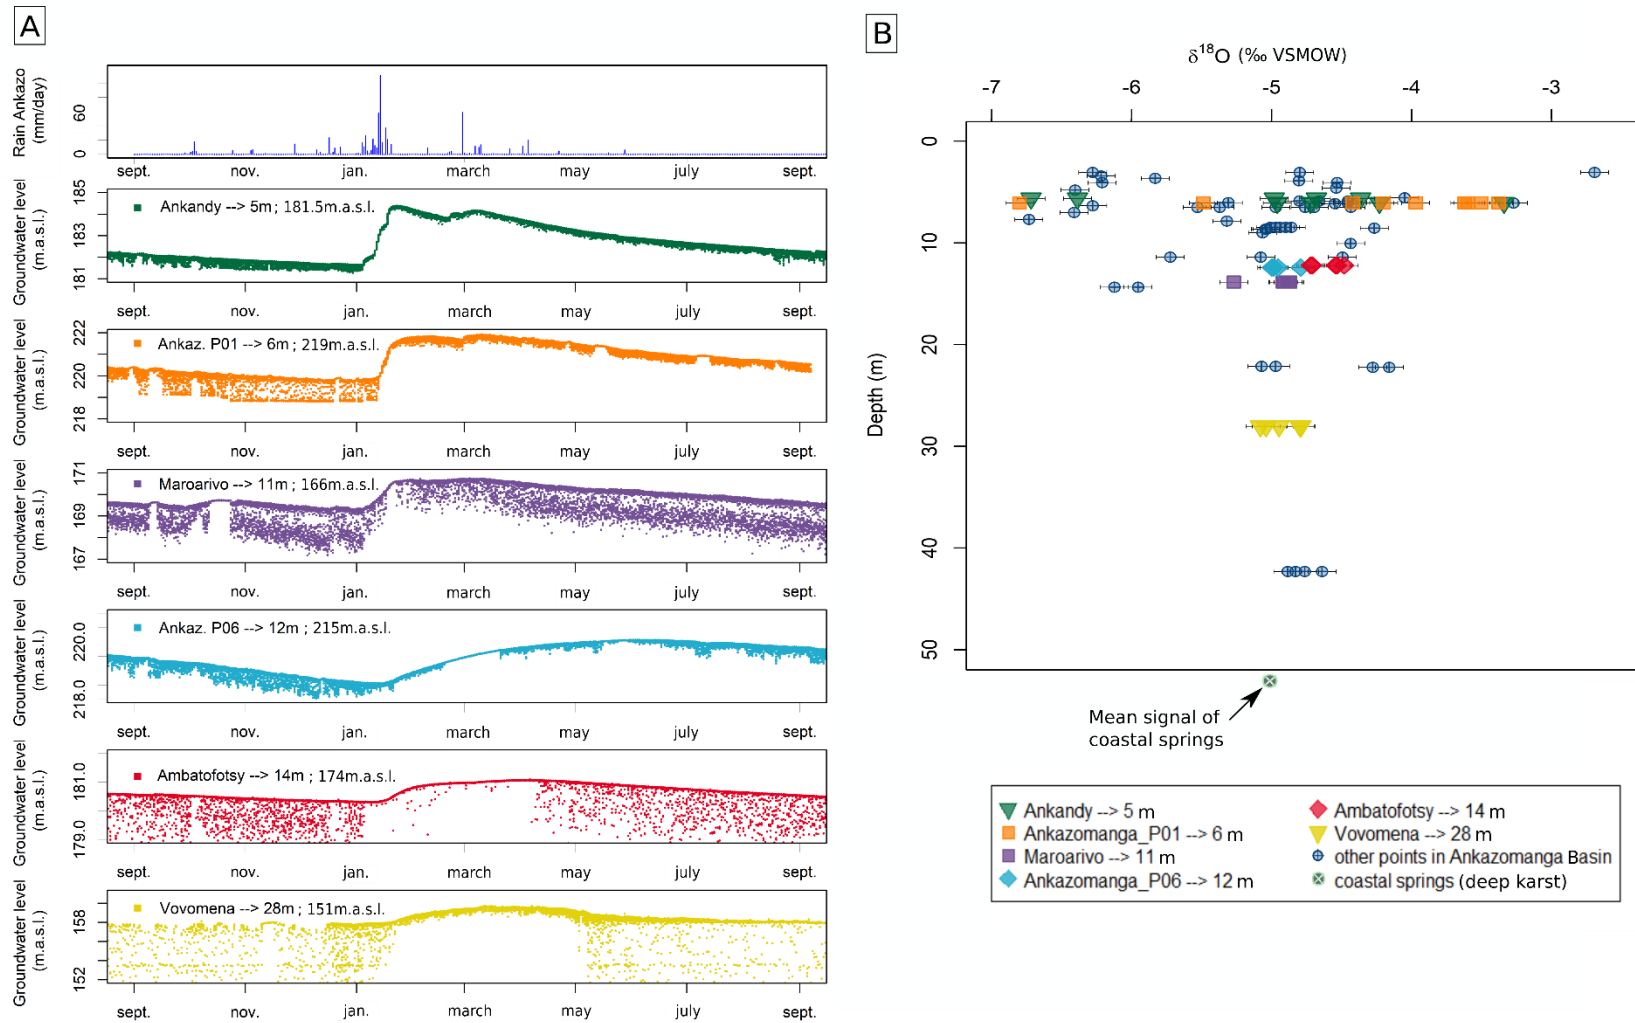 A
Rain Ankazo
(mm/day)
60
0
sept.
nov.
jan.
march
may
july
sept.
Groundwater level
(m.a.s.l.)
185
183
181
Ankandy --> 5m ; 181.5m.a.s.l.
sept.
nov.
jan.
march
may
july
sept.
Groundwater level
(m.a.s.l.)
222
220
218
Ankaz. P01 --> 6m ; 219m.a.s.l.
sept.
nov.
jan.
march
may
july
sept.
Groundwater level
(m.a.s.l.)
171
169
167
Maroarivo --> 11m ; 166m.a.s.l.
sept.
nov.
jan.
march
may
july
sept.
Groundwater level
(m.a.s.l.)
220.0
218.0
Ankaz. P06 --> 12m ; 215m.a.s.l.
sept.
nov.
jan.
march
may
july
sept.
Groundwater level
(m.a.s.l.)
181.0
179.0
Ambatofotsy --> 14m ; 174m.a.s.l.
sept.
nov.
jan.
march
may
july
sept.
Groundwater level
(m.a.s.l.)
158
152
Vovomena --> 28m ; 151m.a.s.l.
sept.
nov.
jan.
march
may
july
sept.
B
δ18O (‰ VSMOW)
-7
-6
-5
-4
-3
Depth (m)
0
10
20
30
40
50
Mean signal of
coastal springs
Ankandy --> 5 m
Ankazomanga_P01 --> 6 m
Maroarivo --> 11 m
Ankazomanga_P06 --> 12 m
Ambatofotsy --> 14 m
Vovomena --> 28 m
other points in Ankazomanga Basin
coastal springs (deep karst)